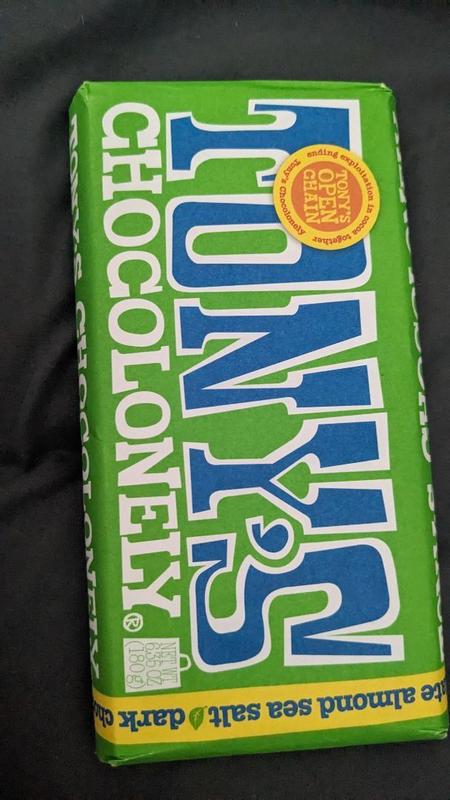 TONY'S
CHOCOLONELY®
TONY'S
OPEN
CHAIN
ending exploitation in cocoa together
Tony's Chocolonely
NET WT
6.35 OZ
(180g)
almond sea salt dark
TONY'S CHOCOLONELY